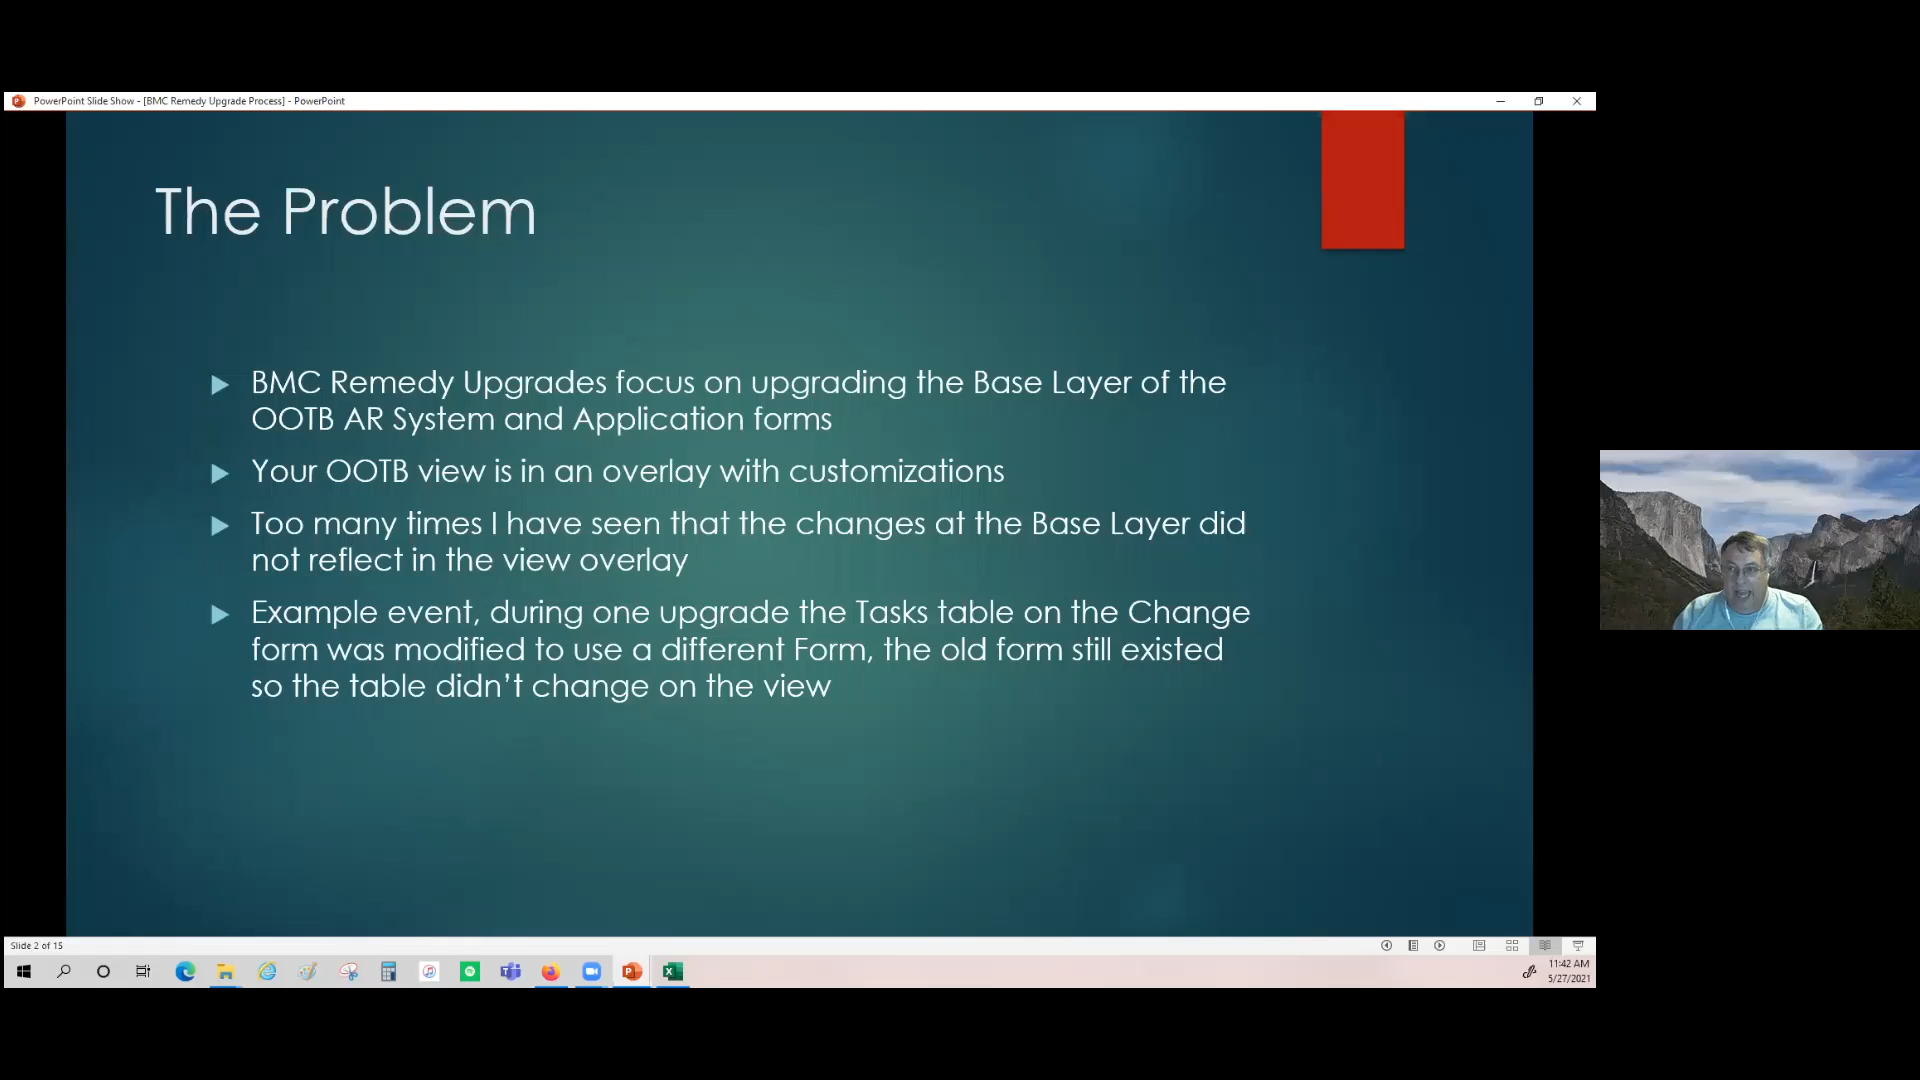 PowerPoint Slide Show - [BMC Remedy Upgrade Process] - PowerPoint
The Problem
BMC Remedy Upgrades focus on upgrading the Base Layer of the
OOTB AR System and Application forms
Your OOTB view is in an overlay with customizations
Too many times I have seen that the changes at the Base Layer did
not reflect in the view overlay
Example event, during one upgrade the Tasks table on the Change
form was modified to use a different Form, the old form still existed
so the table didn't change on the view
Slide 2 of 15
11:42 AM
5/27/2021